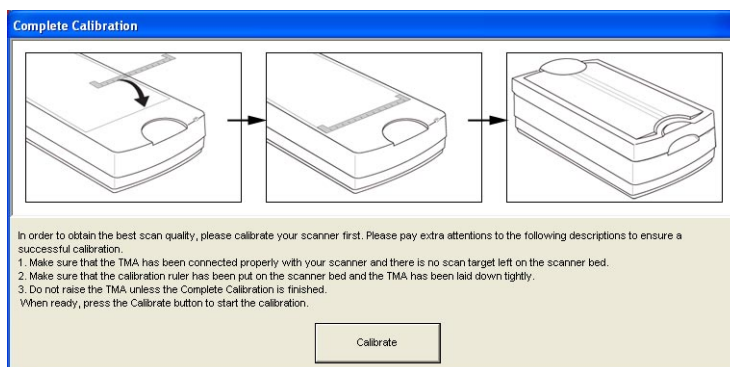 Complete Calibration
In order to obtain the best scan quality, please calibrate your scanner first. Please pay extra attentions to the following descriptions to ensure a
successful calibration.
1. Make sure that the TMA has been connected properly with your scanner and there is no scan target left on the scanner bed.
2. Make sure that the calibration ruler has been put on the scanner bed and the TMA has been laid down tightly.
3. Do not raise the TMA unless the Complete Calibration is finished.
When ready, press the Calibrate button to start the calibration.
Calibrate